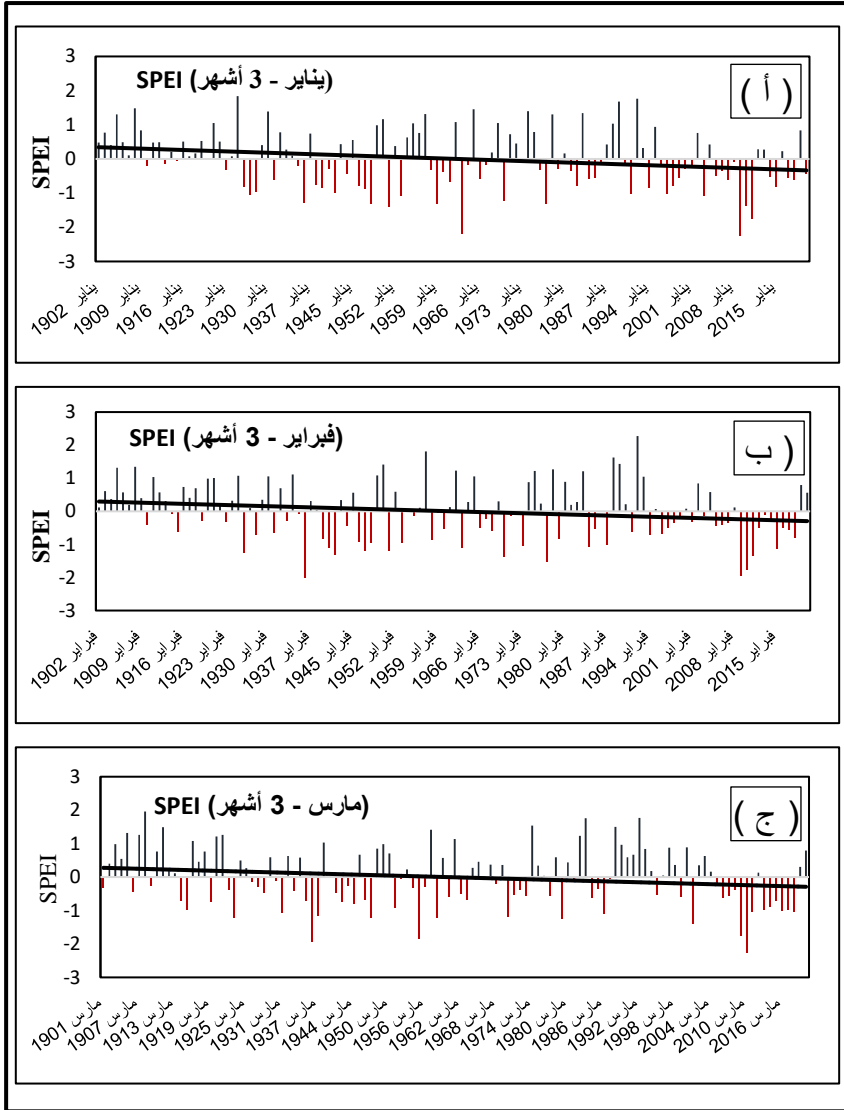 SPEI (يناير - 3 أشهر)
( أ )
SPEI
3
2
1
0
-1
-2
-3
يناير 1902
يناير 1909
يناير 1916
يناير 1923
يناير 1930
يناير 1937
يناير 1945
يناير 1952
يناير 1959
يناير 1966
يناير 1973
يناير 1980
يناير 1987
يناير 1994
يناير 2001
يناير 2008
يناير 2015
SPEI (فبراير - 3 أشهر)
ب )
SPEI
3
2
1
0
-1
-2
-3
فبراير 1902
فبراير 1909
فبراير 1916
فبراير 1923
فبراير 1930
فبراير 1937
فبراير 1945
فبراير 1952
فبراير 1959
فبراير 1966
فبراير 1973
فبراير 1980
فبراير 1987
فبراير 1994
فبراير 2001
فبراير 2008
فبراير 2015
SPEI (مارس - 3 أشهر)
( ج )
SPEI
3
2
1
0
-1
-2
-3
مارس 1901
مارس 1907
مارس 1913
مارس 1919
مارس 1925
مارس 1931
مارس 1937
مارس 1944
مارس 1950
مارس 1956
مارس 1962
مارس 1968
مارس 1974
مارس 1980
مارس 1986
مارس 1992
مارس 1998
مارس 2004
مارس 2010
مارس 2016